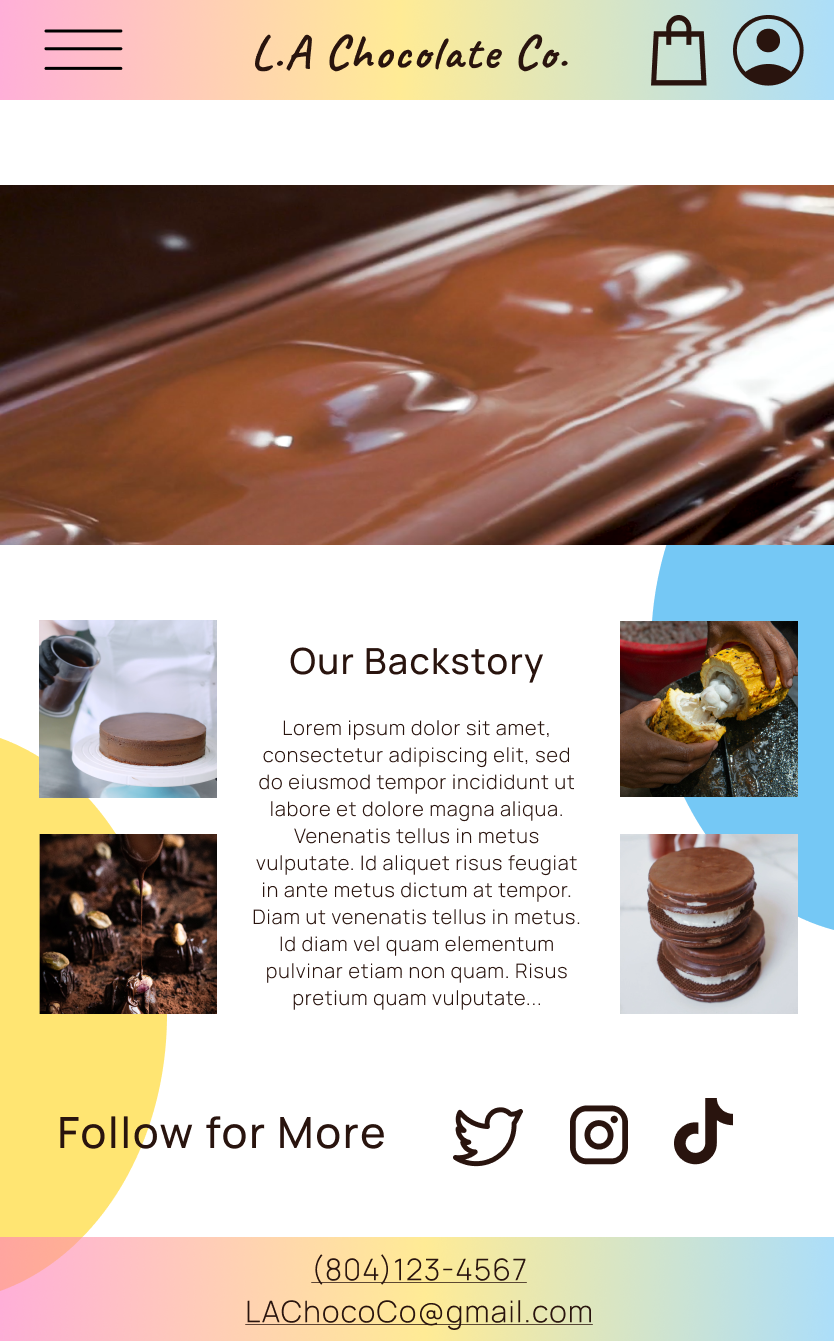 L.A Chocolate Co.
Our Backstory
Lorem ipsum dolor sit amet,
consectetur adipiscing elit, sed
do eiusmod tempor incididunt ut
labore et dolore magna aliqua.
Venenatis tellus in metus
vulputate. Id aliquet risus feugiat
in ante metus dictum at tempor.
Diam ut venenatis tellus in metus.
Id diam vel quam elementum
pulvinar etiam non quam. Risus
pretium quam vulputate...
Follow for More
(804)123-4567
LAChocoCo@gmail.com